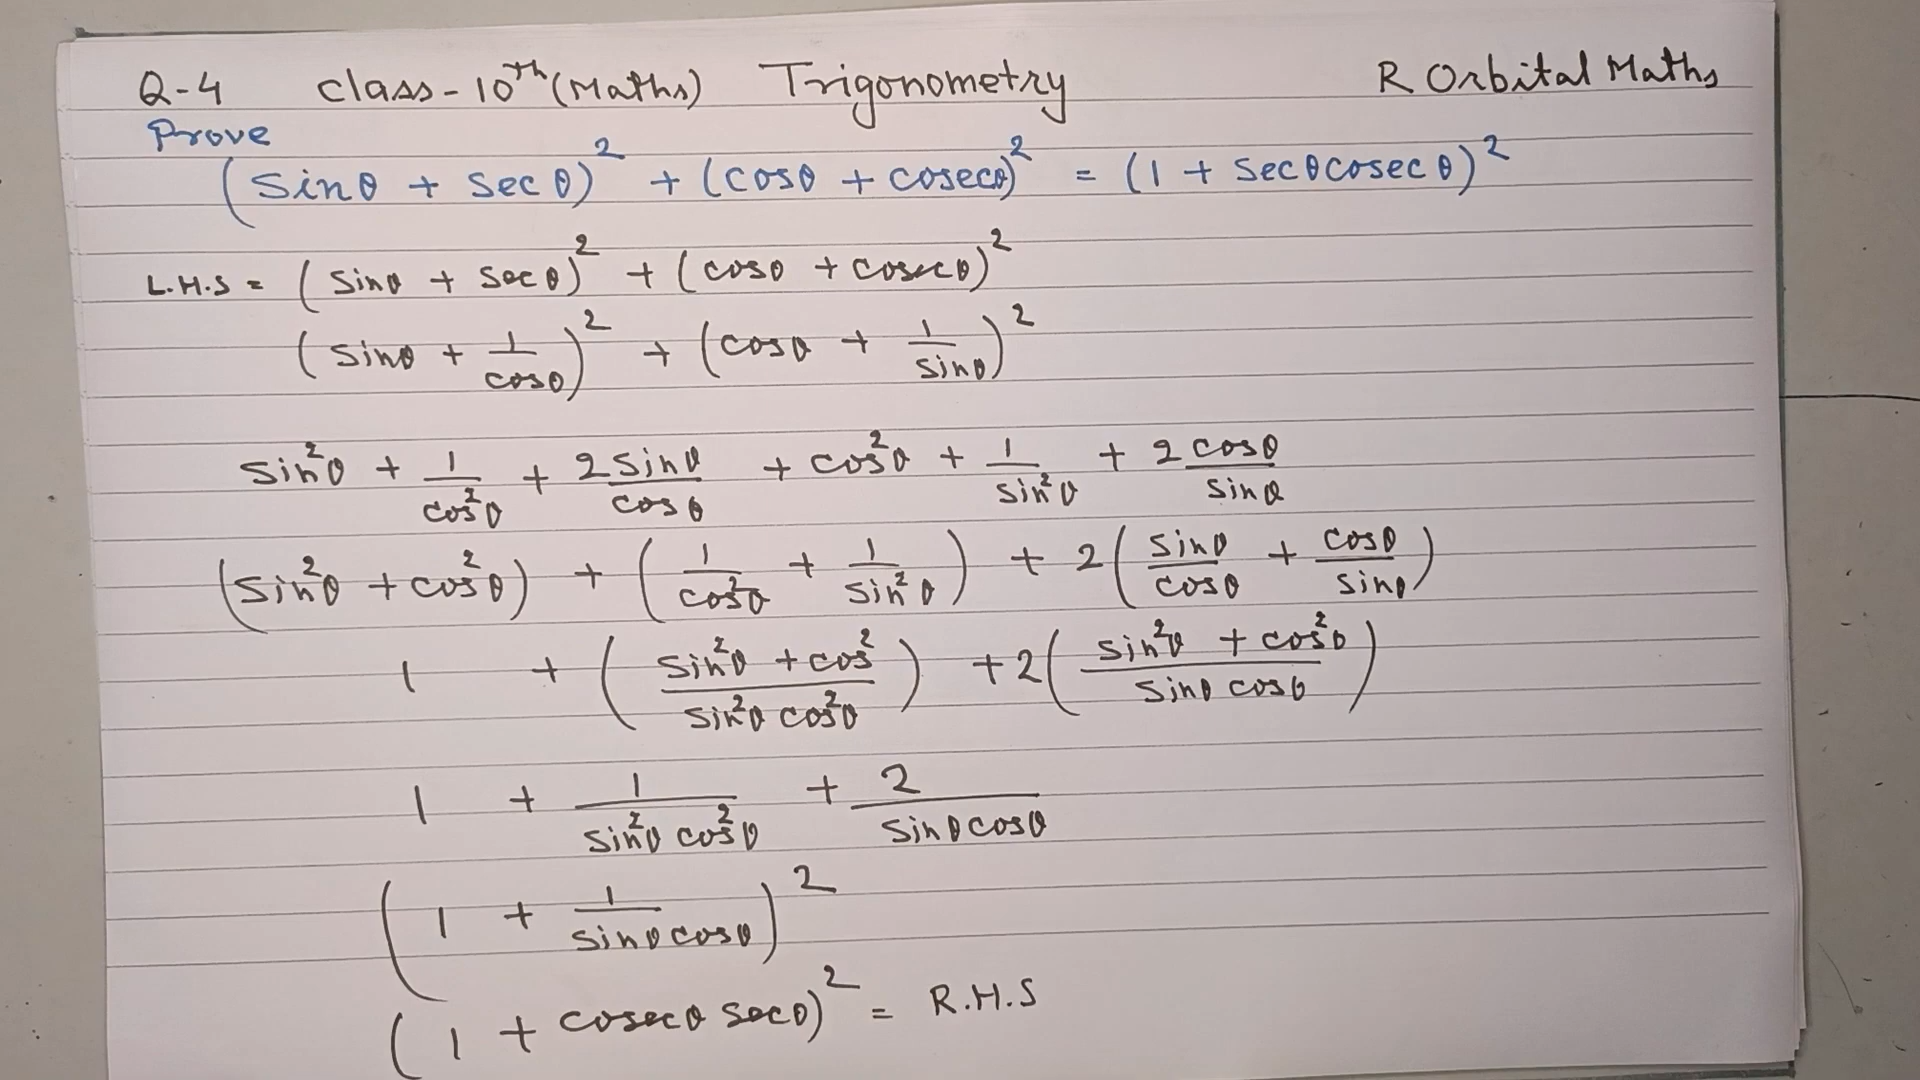 Q-4 Class-10th (Maths) Trigonometry R Orbital Maths
Prove
(sinθ + secθ)² + (cosθ + cosecθ)² = (1 + secθcosecθ)²
L.H.S = (sinθ + secθ)² + (cosθ + cosecθ)²
(sinθ + 1/cosθ)² + (cosθ + 1/sinθ)²
sin²θ + 1/cos²θ + 2sinθ/cosθ + cos²θ + 1/sin²θ + 2cosθ/sinθ
(sin²θ + cos²θ) + (1/cos²θ + 1/sin²θ) + 2(sinθ/cosθ + cosθ/sinθ)
1 + (sin²θ + cos²/sin²θ cos²θ) + 2(sin²θ + cos²θ/sinθ cosθ)
1 + 1/sin²θ cos²θ + 2/sinθcosθ
(1 + 1/sinθcosθ)²
(1 + cosecθ secθ)² = R.H.S